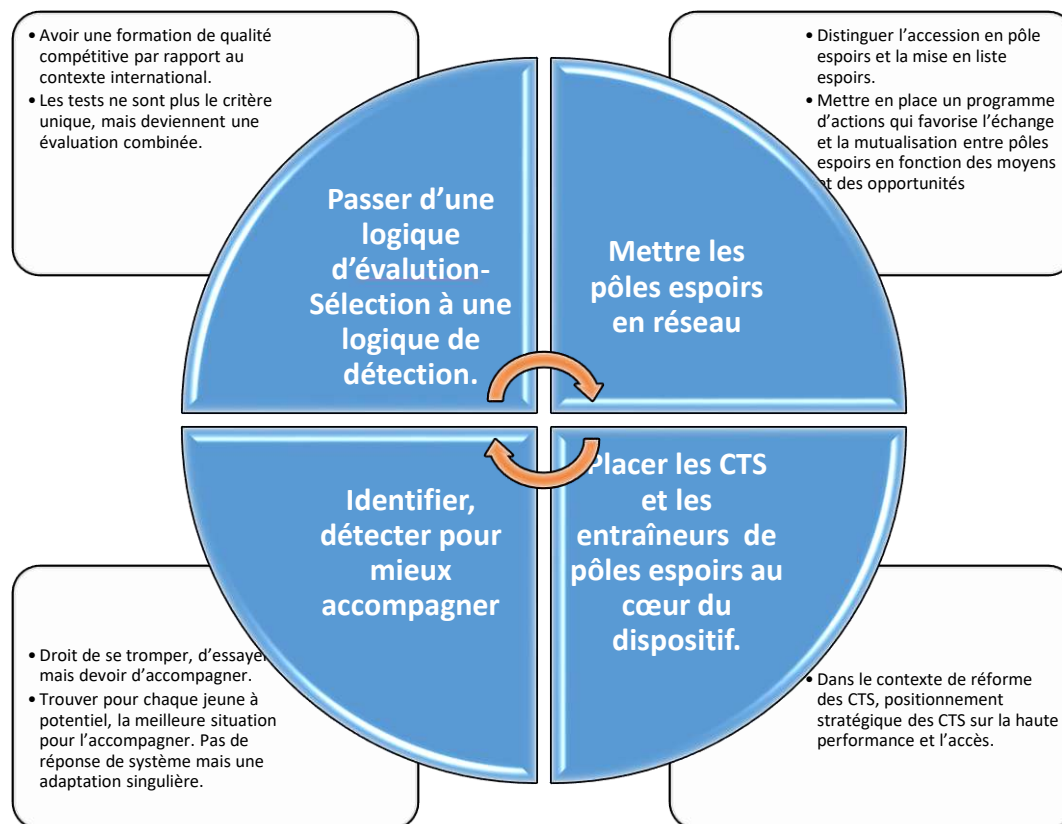 • Avoir une formation de qualité
compétitive par rapport au
contexte international.
• Les tests ne sont plus le critère
unique, mais deviennent une
évaluation combinée.
• Distinguer l’accession en pôle
espoirs et la mise en liste
espoirs.
• Mettre en place un programme
d’actions qui favorise l’échange
et la mutualisation entre pôles
espoirs en fonction des moyens
et des opportunités
Passer d’une
logique
d’évalution-
Sélection à une
logique de
détection.
Mettre les
pôles espoirs
en réseau
Identifier,
détecter pour
mieux
accompagner
Placer les CTS
et les
entraîneurs de
pôles espoirs au
cœur du
dispositif.
• Droit de se tromper, d’essayer
mais devoir d’accompagner.
• Trouver pour chaque jeune à
potentiel, la meilleure situation
pour l’accompagner. Pas de
réponse de système mais une
adaptation singulière.
• Dans le contexte de réforme
des CTS, positionnement
stratégique des CTS sur la haute
performance et l’accès.